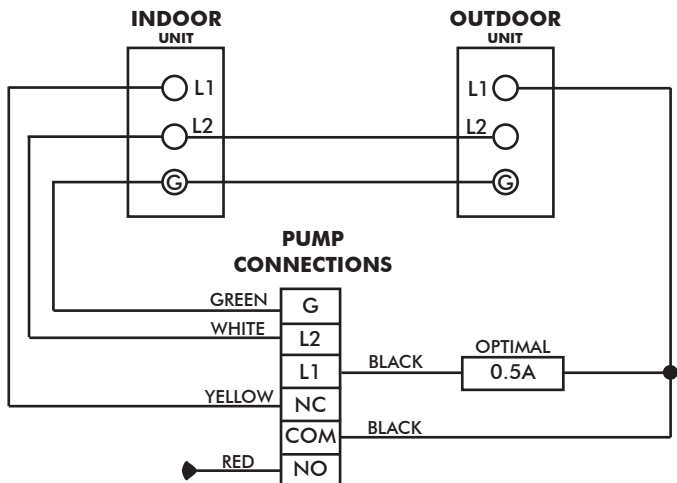 INDOOR
UNIT
OUTDOOR
UNIT
L1
L1
L2
L2
G
G
PUMP
CONNECTIONS
GREEN
G
WHITE
L2
OPTIMAL
L1
BLACK
0.5A
YELLOW
NC
COM
BLACK
RED
NO